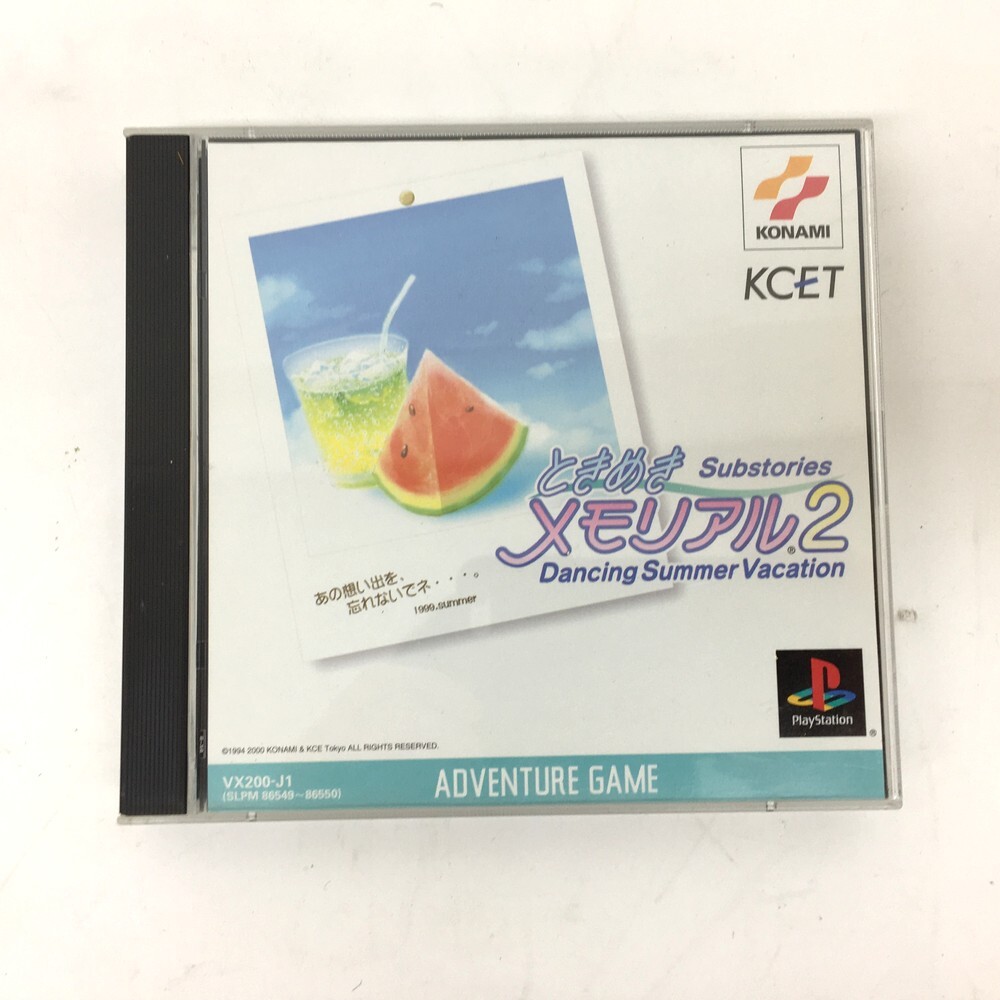 KONAMI
KCET
ときめき Substories
メモリアル®2
Dancing Summer Vacation
あの想い出を、
忘れないでネ・・・・。
1999.summer
PlayStation®
©1994 2000 KONAMI & KCE Tokyo ALL RIGHTS RESERVED.
VX200-J1
(SLPM 86549～86550)
ADVENTURE GAME